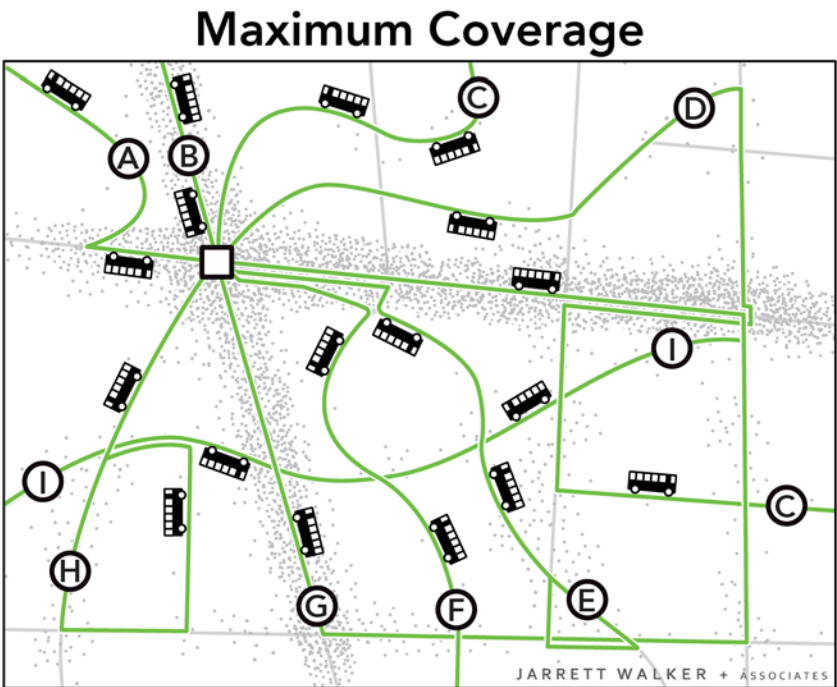 Maximum Coverage
C
D
A
B
I
I
C
H
G
F
E
JARRETT WALKER + ASSOCIATES